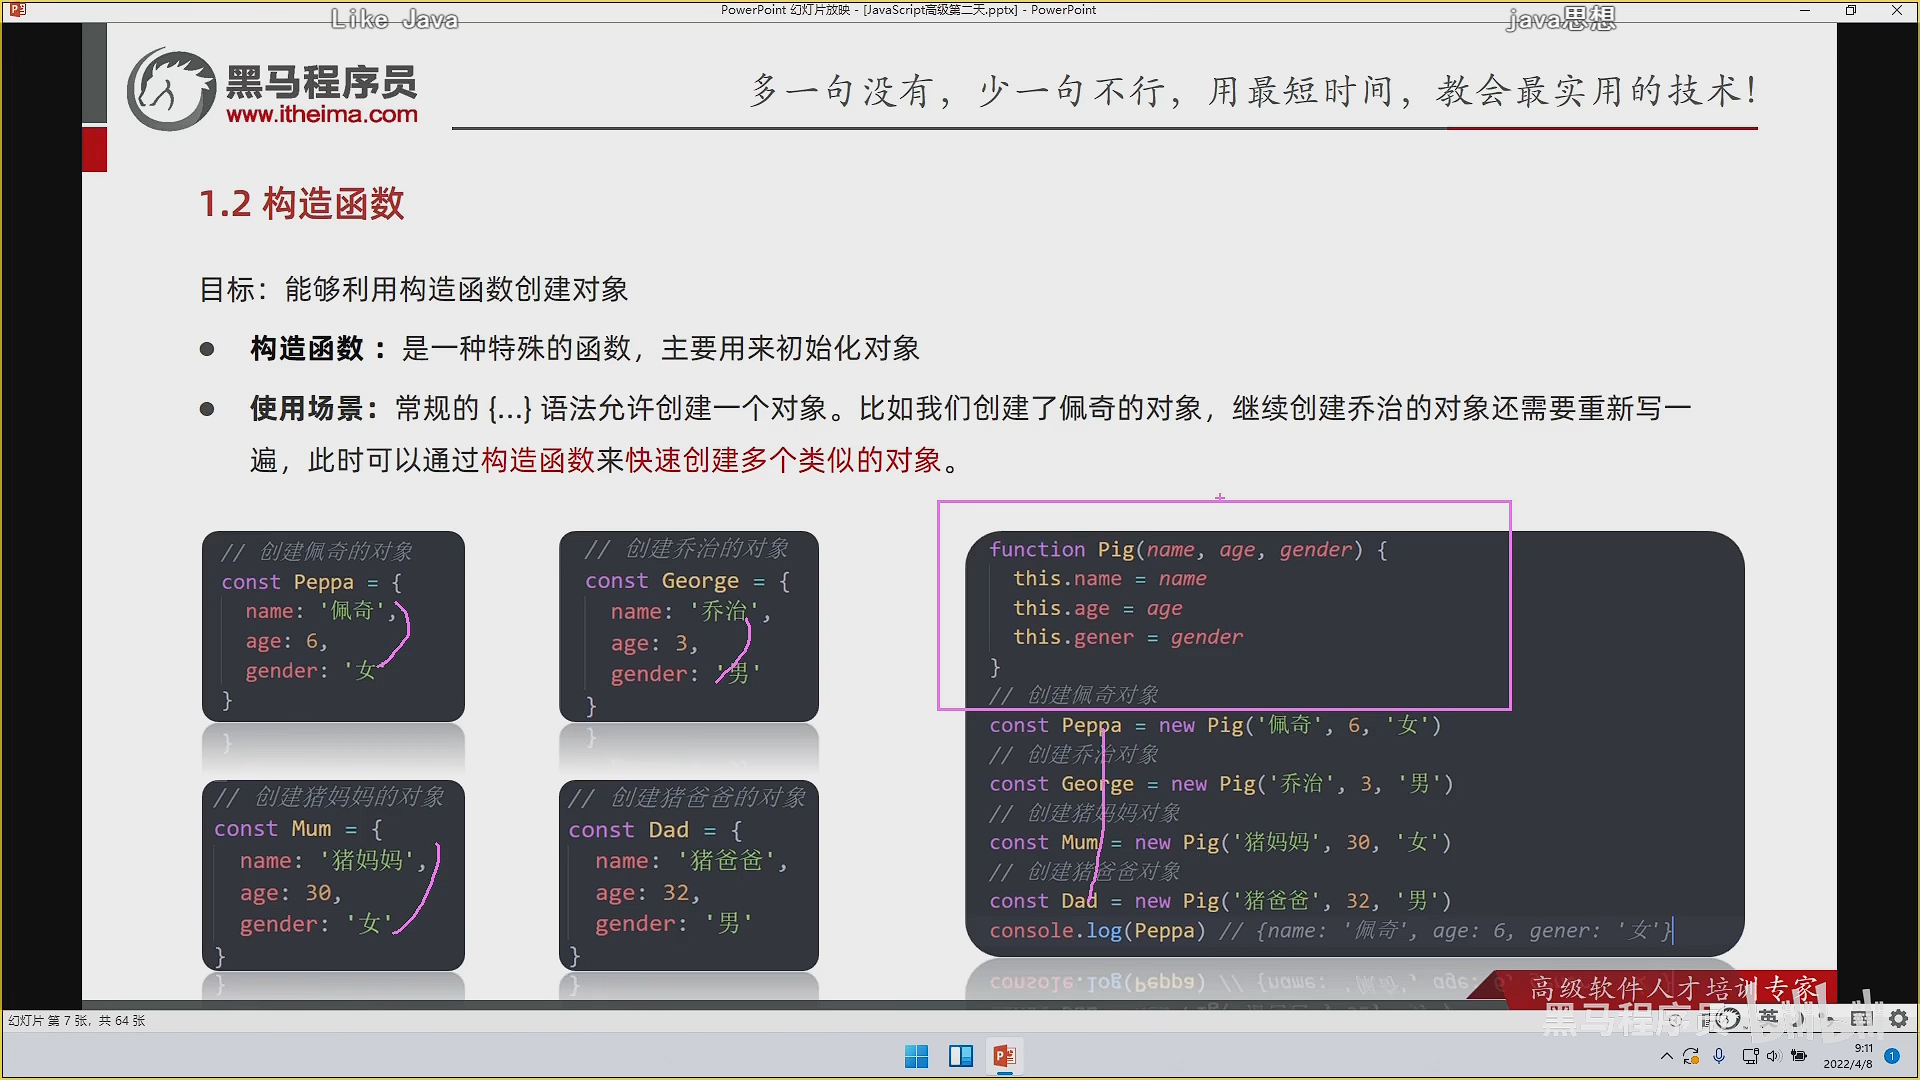 PowerPoint 幻灯片放映 - [JavaScript高级第二天.pptx] - PowerPoint
Like Java
java思想
黑马程序员
www.itheima.com
多一句没有，少一句不行，用最短时间，教会最实用的技术！
1.2 构造函数
目标：能够利用构造函数创建对象
● 构造函数 ：是一种特殊的函数，主要用来初始化对象
● 使用场景：常规的 {...} 语法允许创建一个对象。比如我们创建了佩奇的对象，继续创建乔治的对象还需要重新写一
遍，此时可以通过构造函数来快速创建多个类似的对象。
// 创建佩奇的对象
const Peppa = {
name: '佩奇',
age: 6,
gender: '女
}
// 创建乔治的对象
const George = {
name: '乔治',
age: 3,
gender: '男'
}
// 创建猪妈妈的对象
const Mum = {
name: '猪妈妈',
age: 30,
gender: '女'
}
// 创建猪爸爸的对象
const Dad = {
name: '猪爸爸',
age: 32,
gender: '男'
}
function Pig(name, age, gender) {
this.name = name
this.age = age
this.gener = gender
}
// 创建佩奇对象
const Peppa = new Pig('佩奇', 6, '女')
// 创建乔治对象
const George = new Pig('乔治', 3, '男')
// 创建猪妈妈对象
const Mum = new Pig('猪妈妈', 30, '女')
// 创建猪爸爸对象
const Dad = new Pig('猪爸爸', 32, '男')
console.log(Peppa) // {name: '佩奇', age: 6, gener: '女'}
高级软件人才培训专家
黑马程序员
幻灯片 第 7 张，共 64 张
英
9:11
2022/4/8
1